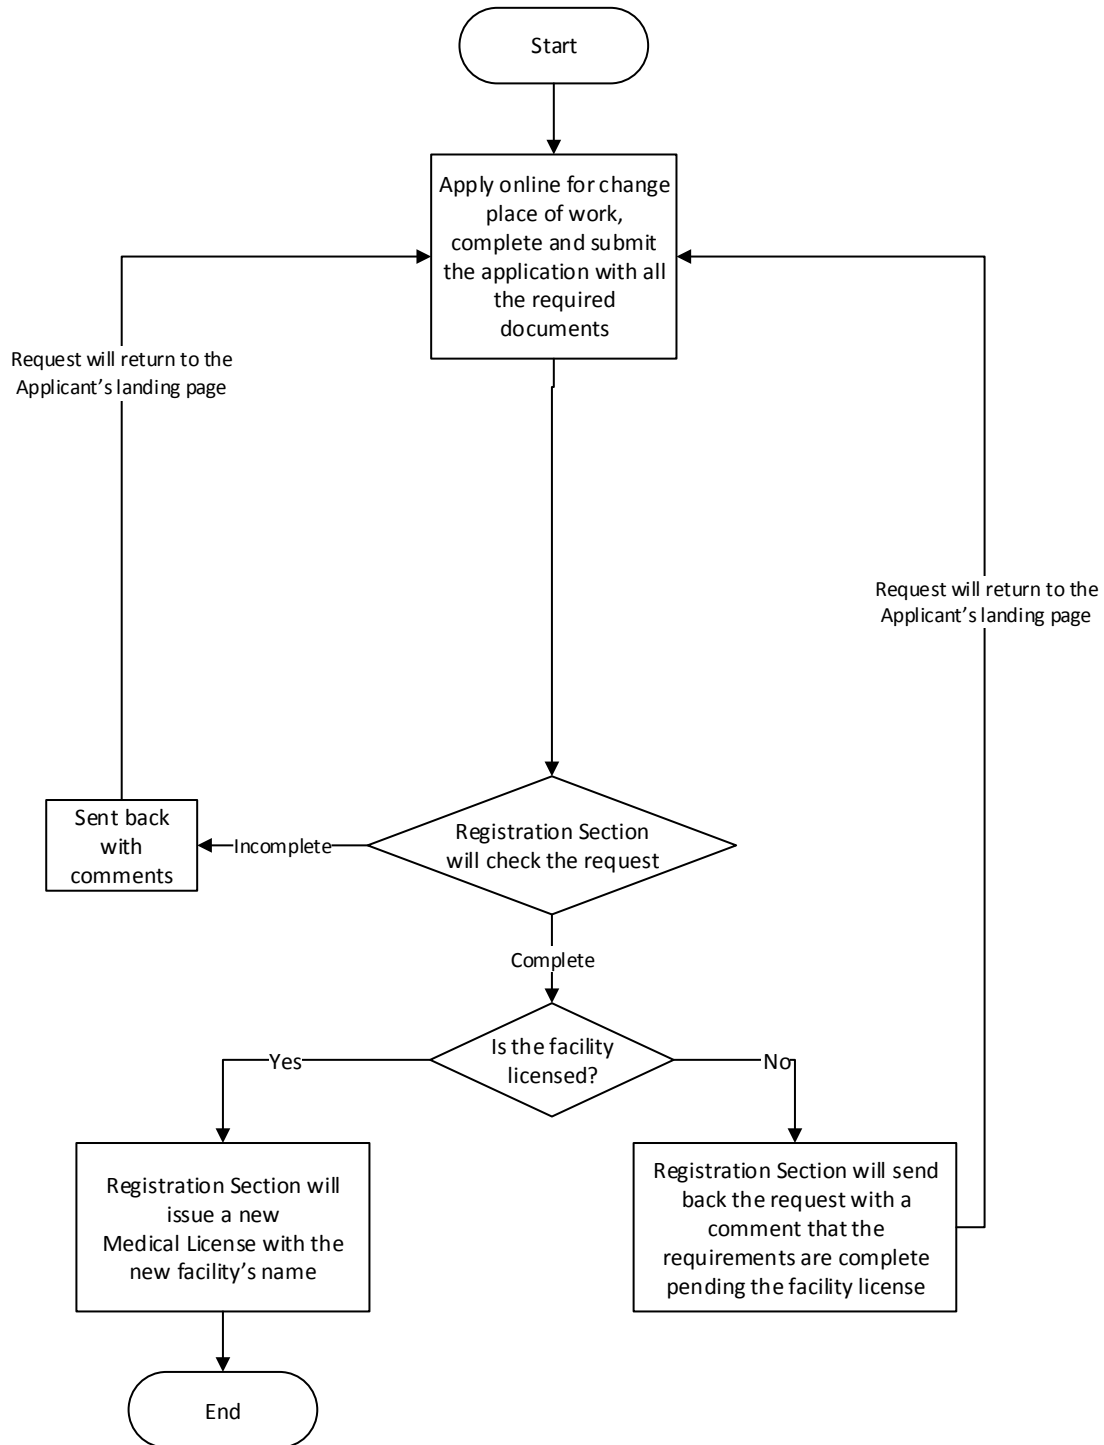 Start
Apply online for change
place of work,
complete and submit
the application with all
the required
documents
Request will return to the
Applicant’s landing page
Request will return to the
Applicant’s landing page
Sent back
with
comments
Incomplete
Registration Section
will check the request
Complete
Is the facility
licensed?
Yes
No
Registration Section will
issue a new
Medical License with the
new facility’s name
Registration Section will send
back the request with a
comment that the
requirements are complete
pending the facility license
End